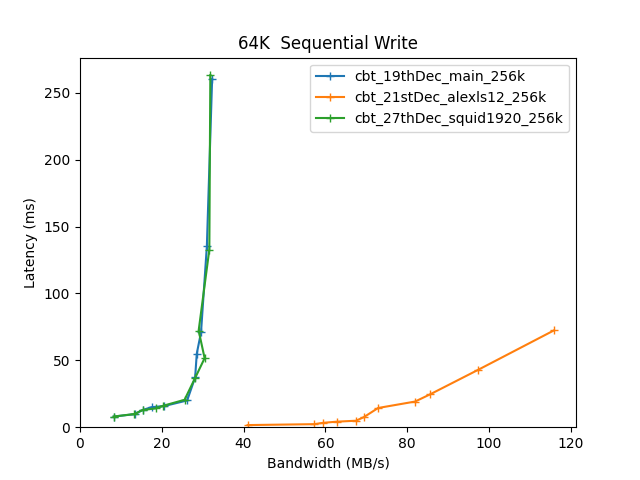 64K  Sequential Write
cbt_19thDec_main_256k
cbt_21stDec_alexls12_256k
cbt_27thDec_squid1920_256k
Latency (ms)
250
200
150
100
50
0
0 20 40 60 80 100 120
Bandwidth (MB/s)